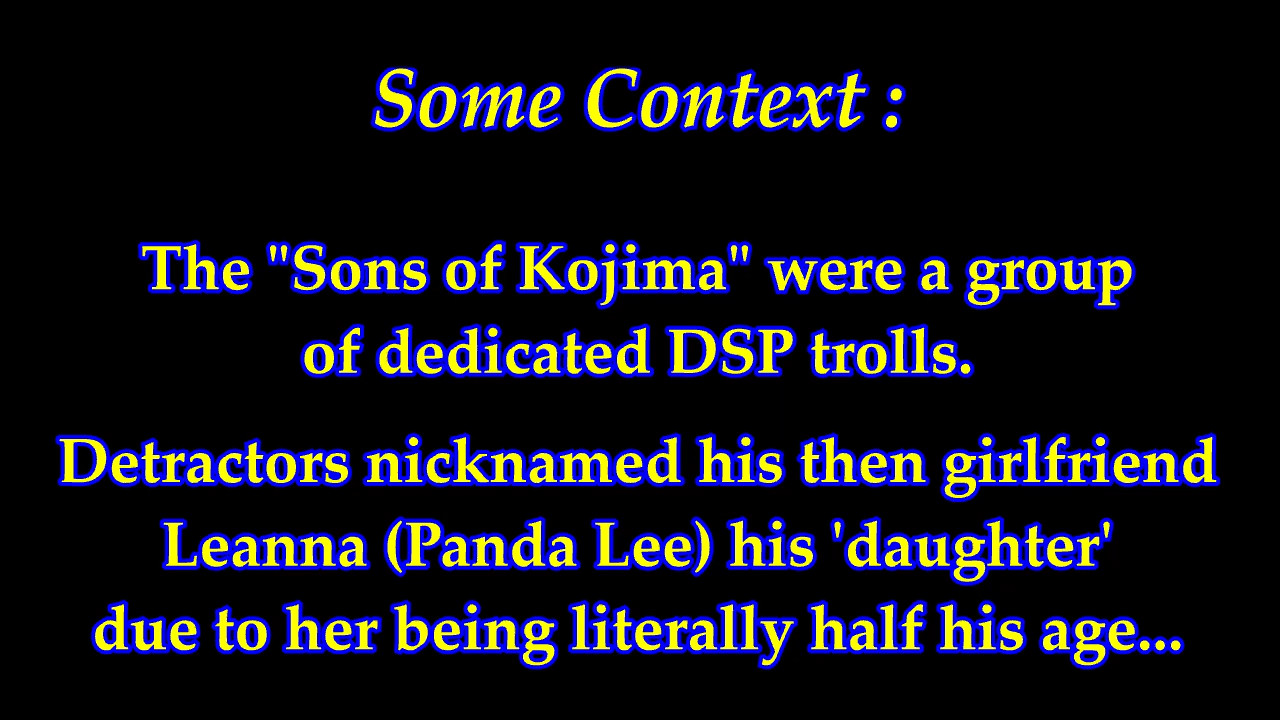 Some Context :
The "Sons of Kojima" were a group
of dedicated DSP trolls.
Detractors nicknamed his then girlfriend
Leanna (Panda Lee) his 'daughter'
due to her being literally half his age...